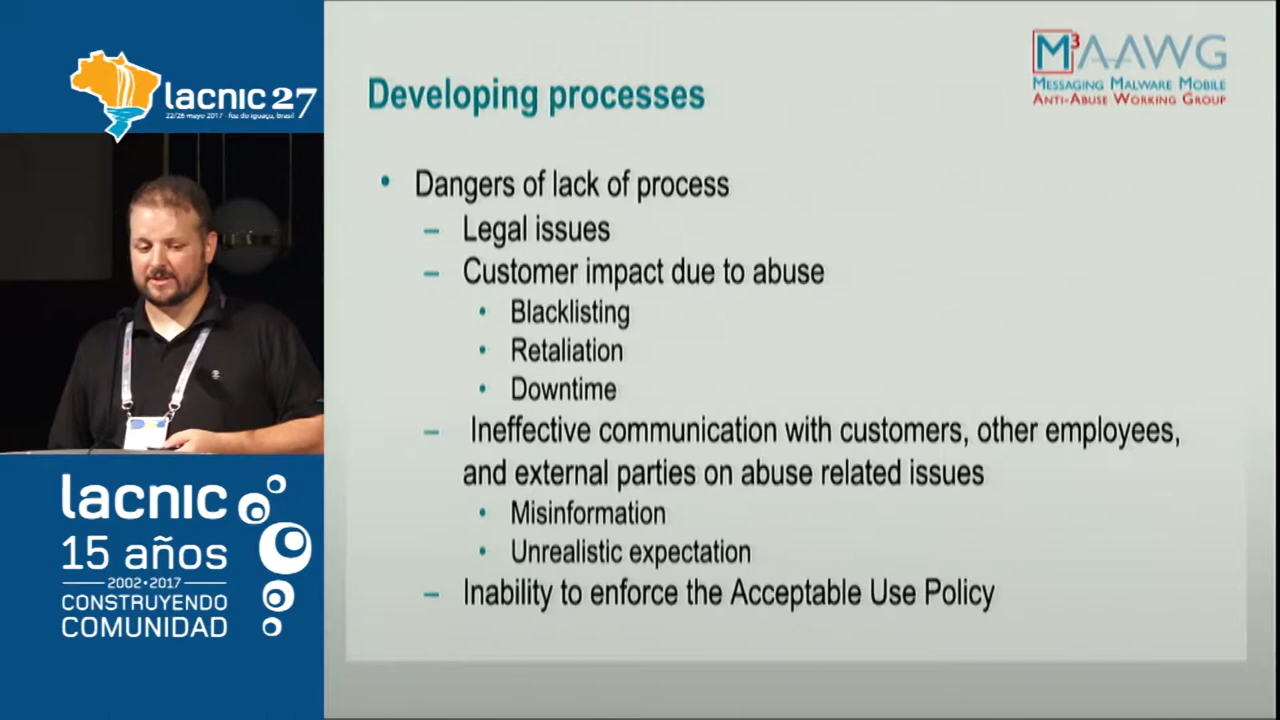 lacnic 27
22/26 mayo 2017 - foz do iguaçu, brasil
lacnic
15 años
2002•2017
CONSTRUYENDO
COMUNIDAD
M³AAWG
MESSAGING MALWARE MOBILE
ANTI-ABUSE WORKING GROUP
Developing processes
• Dangers of lack of process
– Legal issues
– Customer impact due to abuse
• Blacklisting
• Retaliation
• Downtime
– Ineffective communication with customers, other employees,
and external parties on abuse related issues
• Misinformation
• Unrealistic expectation
– Inability to enforce the Acceptable Use Policy